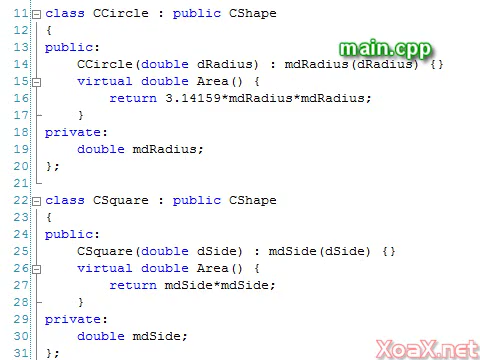 11 class CCircle : public CShape
12 {
13 public:
main.cpp
14     CCircle(double dRadius) : mdRadius(dRadius) {}
15     virtual double Area() {
16         return 3.14159*mdRadius*mdRadius;
17     }
18 private:
19     double mdRadius;
20 };
21
22 class CSquare : public CShape
23 {
24 public:
25     CSquare(double dSide) : mdSide(dSide) {}
26     virtual double Area() {
27         return mdSide*mdSide;
28     }
29 private:
30     double mdSide;
31 };
XoaX.net